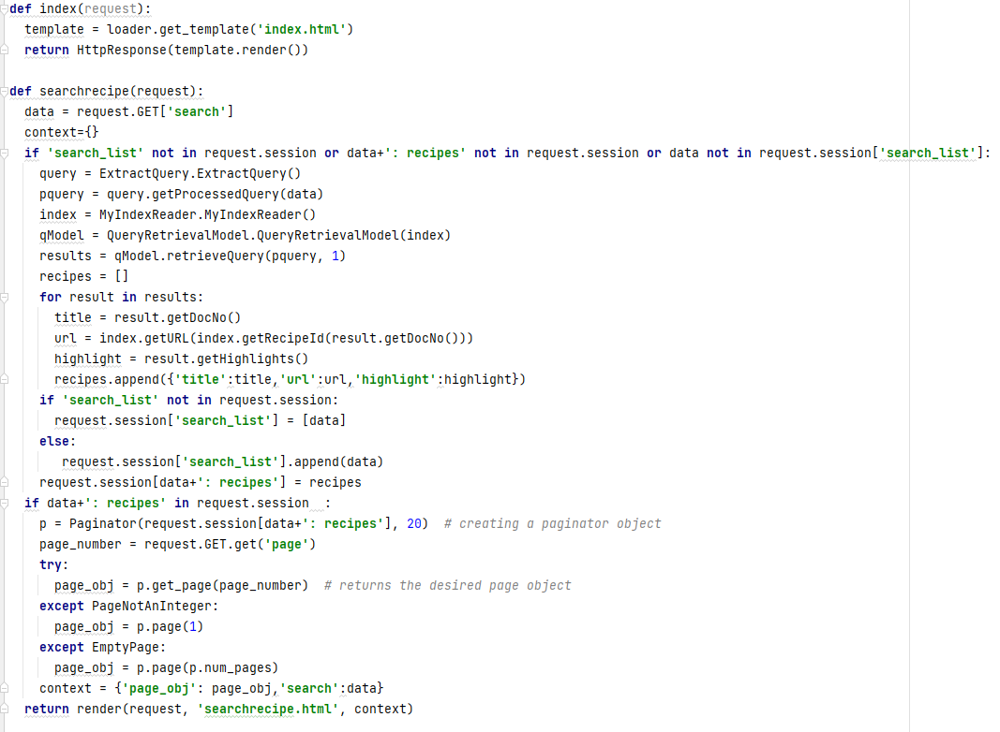 def index(request):
  template = loader.get_template('index.html')
  return HttpResponse(template.render())

def searchrecipe(request):
  data = request.GET['search']
  context={}
  if 'search_list' not in request.session or data+': recipes' not in request.session or data not in request.session['search_list']:
    query = ExtractQuery.ExtractQuery()
    pquery = query.getProcessedQuery(data)
    index = MyIndexReader.MyIndexReader()
    qModel = QueryRetrievalModel.QueryRetrievalModel(index)
    results = qModel.retrieveQuery(pquery, 1)
    recipes = []
    for result in results:
      title = result.getDocNo()
      url = index.getURL(index.getRecipeId(result.getDocNo()))
      highlight = result.getHighlights()
      recipes.append({'title':title,'url':url,'highlight':highlight})
    if 'search_list' not in request.session:
      request.session['search_list'] = [data]
    else:
       request.session['search_list'].append(data)
    request.session[data+': recipes'] = recipes
  if data+': recipes' in request.session  :
    p = Paginator(request.session[data+': recipes'], 20)  # creating a paginator object
    page_number = request.GET.get('page')
    try:
      page_obj = p.get_page(page_number)  # returns the desired page object
    except PageNotAnInteger:
      page_obj = p.page(1)
    except EmptyPage:
      page_obj = p.page(p.num_pages)
    context = {'page_obj': page_obj,'search':data}
  return render(request, 'searchrecipe.html', context)